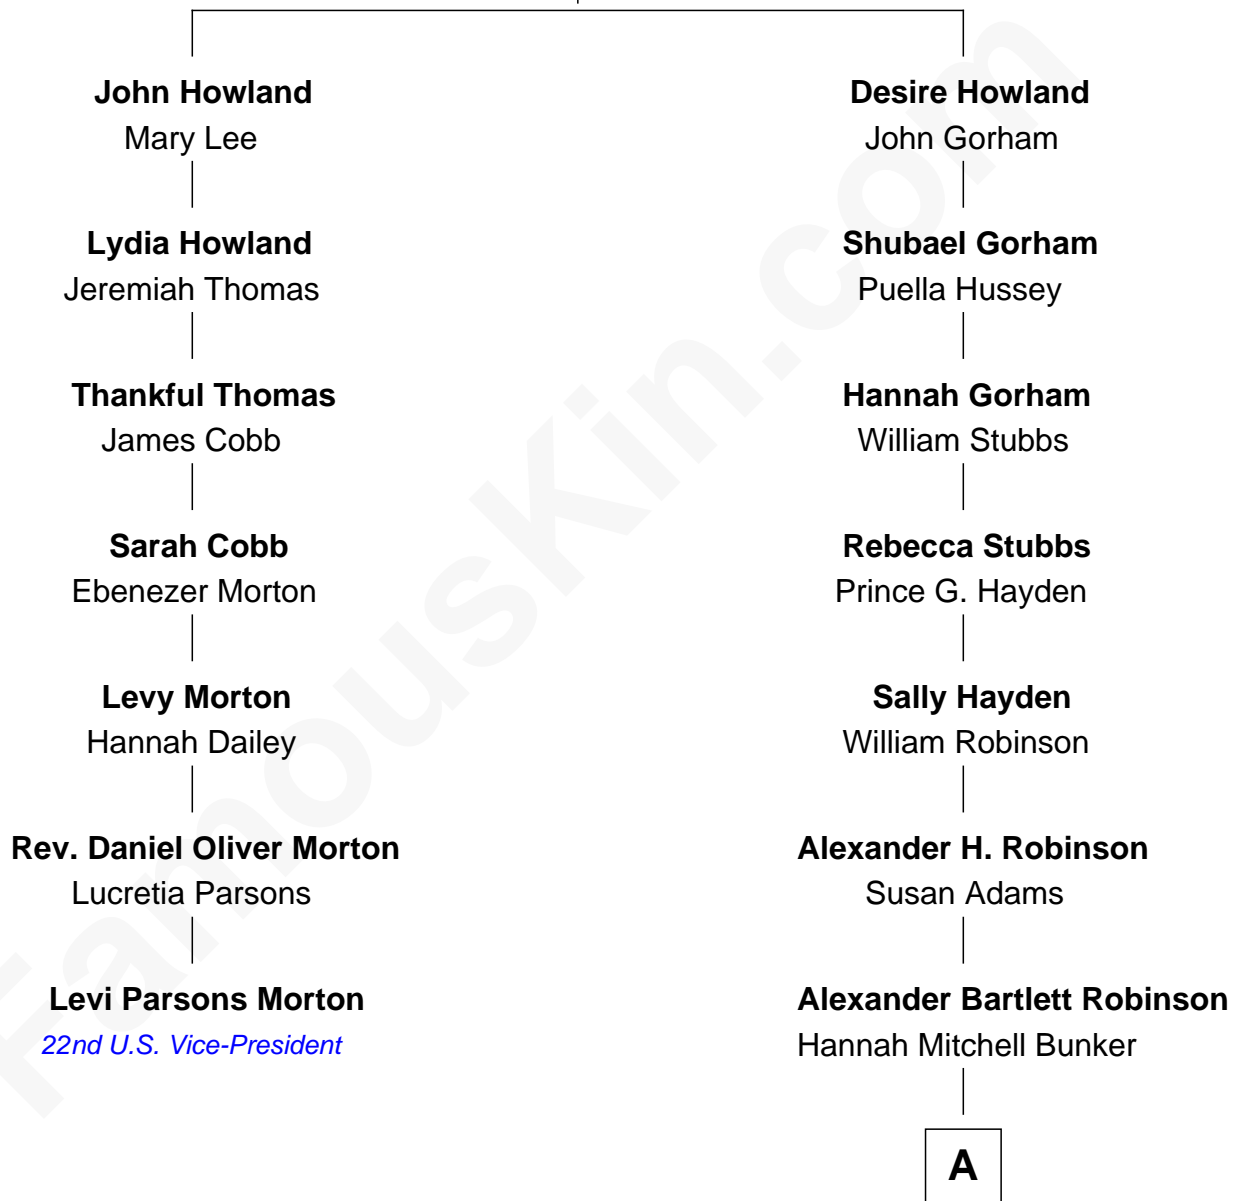 John Howland
Mary Lee
Desire Howland
John Gorham
Lydia Howland
Jeremiah Thomas
Shubael Gorham
Puella Hussey
Thankful Thomas
James Cobb
Hannah Gorham
William Stubbs
Sarah Cobb
Ebenezer Morton
Rebecca Stubbs
Prince G. Hayden
Levy Morton
Hannah Dailey
Sally Hayden
William Robinson
Rev. Daniel Oliver Morton
Lucretia Parsons
Alexander H. Robinson
Susan Adams
Levi Parsons Morton
22nd U.S. Vice-President
Alexander Bartlett Robinson
Hannah Mitchell Bunker
A
FamousKin.com